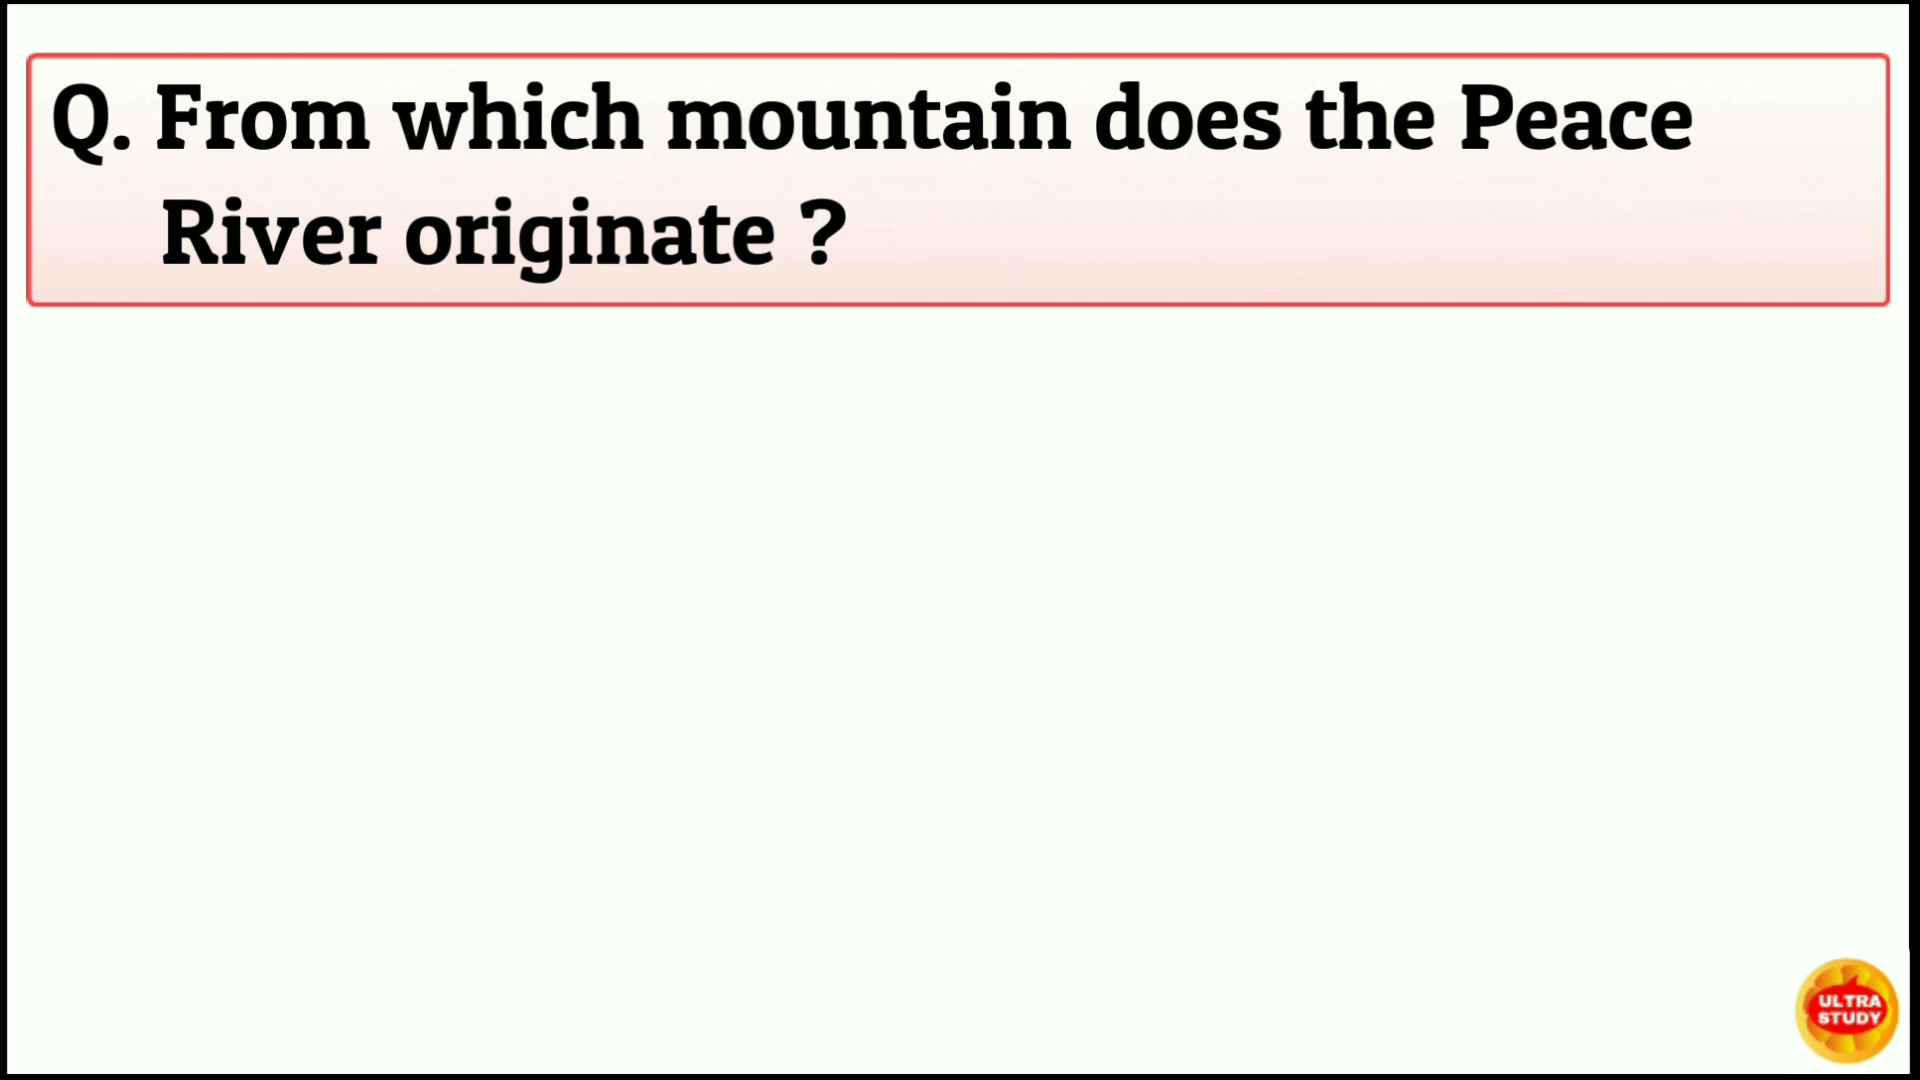 Q. From which mountain does the Peace
River originate ?
ULTRA
STUDY